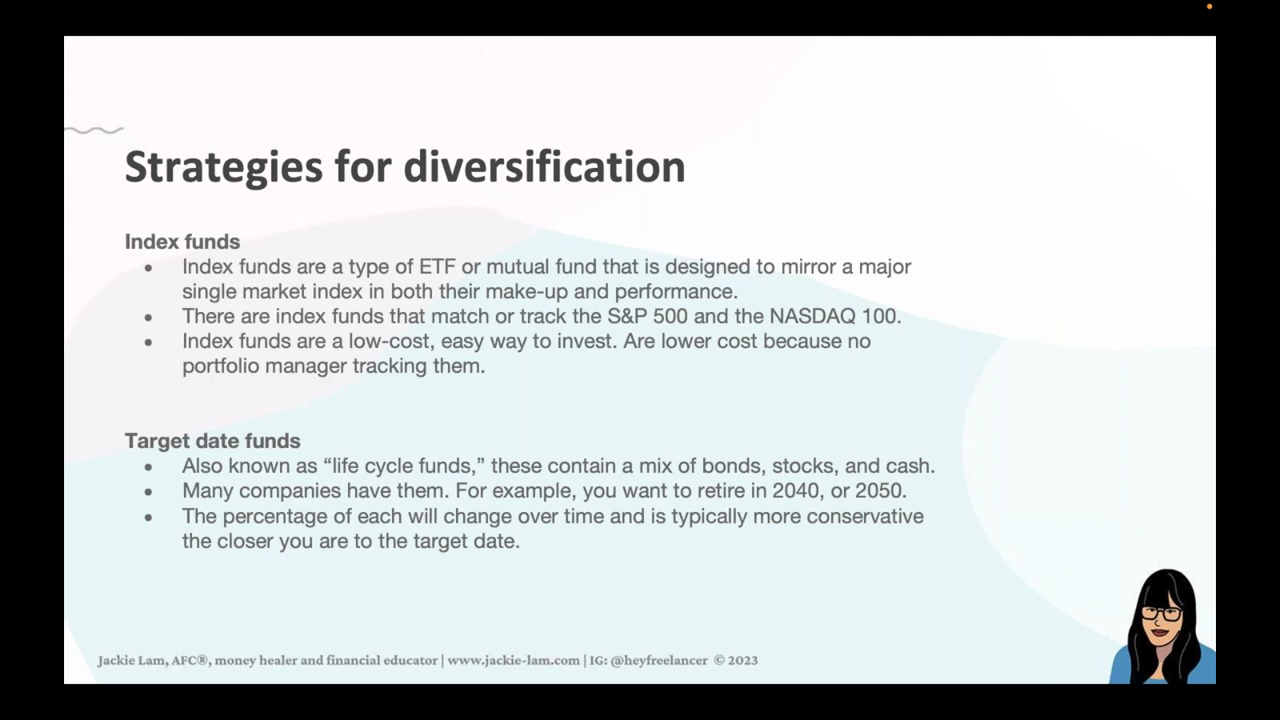 Strategies for diversification
Index funds
• Index funds are a type of ETF or mutual fund that is designed to mirror a major
single market index in both their make-up and performance.
• There are index funds that match or track the S&P 500 and the NASDAQ 100.
• Index funds are a low-cost, easy way to invest. Are lower cost because no
portfolio manager tracking them.
Target date funds
• Also known as “life cycle funds,” these contain a mix of bonds, stocks, and cash.
• Many companies have them. For example, you want to retire in 2040, or 2050.
• The percentage of each will change over time and is typically more conservative
the closer you are to the target date.
Jackie Lam, AFC®, money healer and financial educator | www.jackie-lam.com | IG: @heyfreelancer © 2023